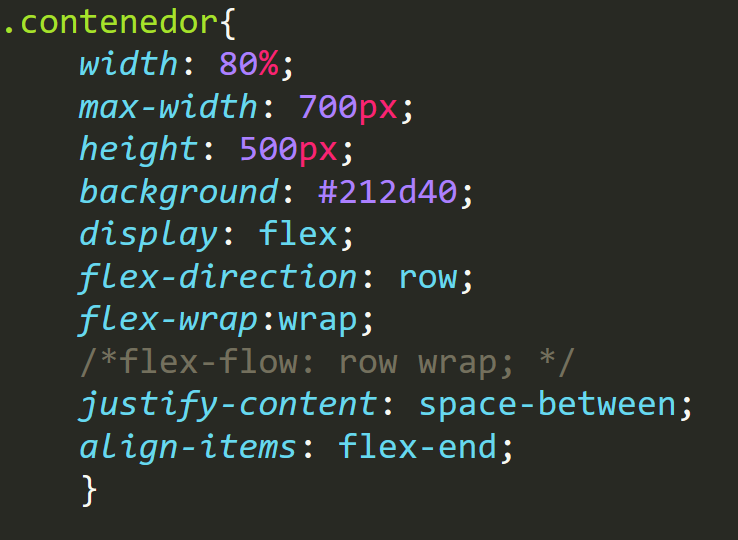 .contenedor{
width: 80%;
max-width: 700px;
height: 500px;
background: #212d40;
display: flex;
flex-direction: row;
flex-wrap:wrap;
/*flex-flow: row wrap; */
justify-content: space-between;
align-items: flex-end;
}